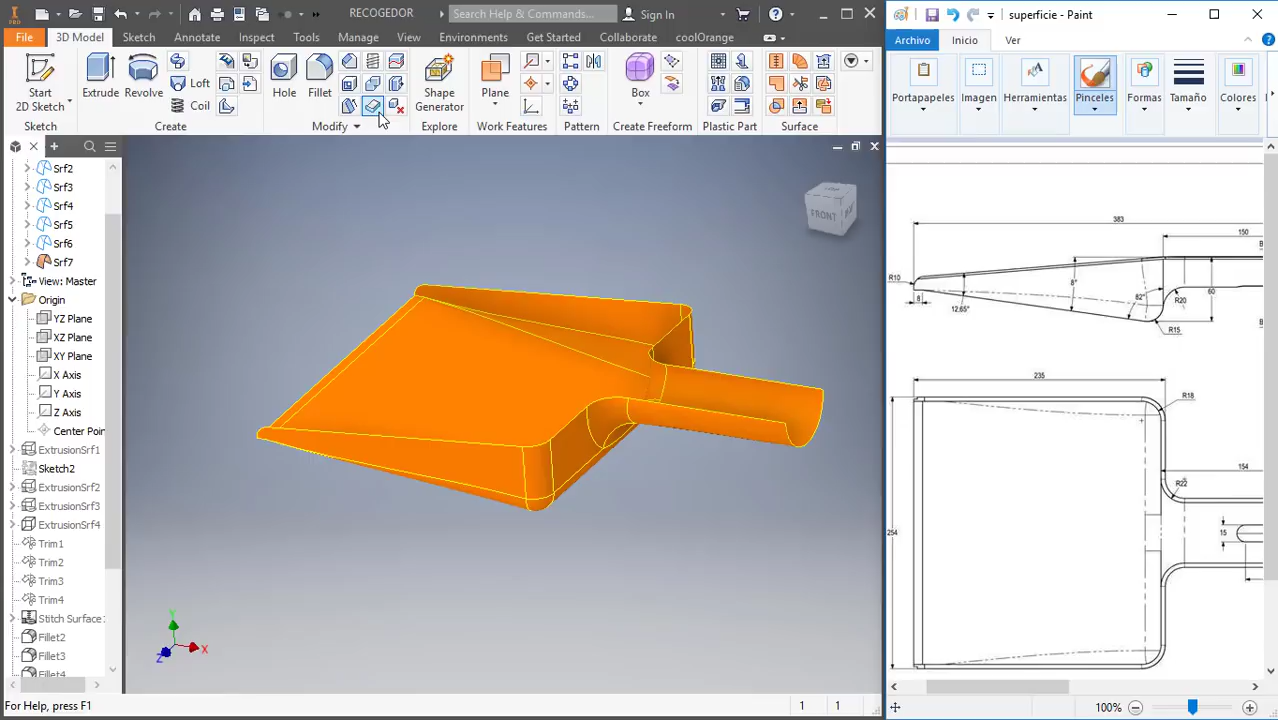 RECOGEDOR
Search Help & Commands...
Sign In
superficie - Paint
File
3D Model
Sketch
Annotate
Inspect
Tools
Manage
View
Environments
Get Started
Collaborate
coolOrange
Archivo
Inicio
Ver
Start
2D Sketch
Extrude
Revolve
Loft
Coil
Hole
Fillet
Shape
Generator
Plane
Box
Portapapeles
Imagen
Herramientas
Pinceles
Formas
Tamaño
Colores
Sketch
Create
Modify
Explore
Work Features
Pattern
Create Freeform
Plastic Part
Surface
Srf2
Srf3
Srf4
Srf5
Srf6
Srf7
View: Master
Origin
YZ Plane
XZ Plane
XY Plane
X Axis
Y Axis
Z Axis
Center Poin
ExtrusionSrf1
Sketch2
ExtrusionSrf2
ExtrusionSrf3
ExtrusionSrf4
Trim1
Trim2
Trim3
Trim4
Stitch Surface1
Fillet2
Fillet3
Fillet4
FRONT
Y
X
Z
383
150
R10
8
12,65°
8°
82°
R20
60
R15
235
R18
154
R22
254
15
For Help, press F1
1
1
100%